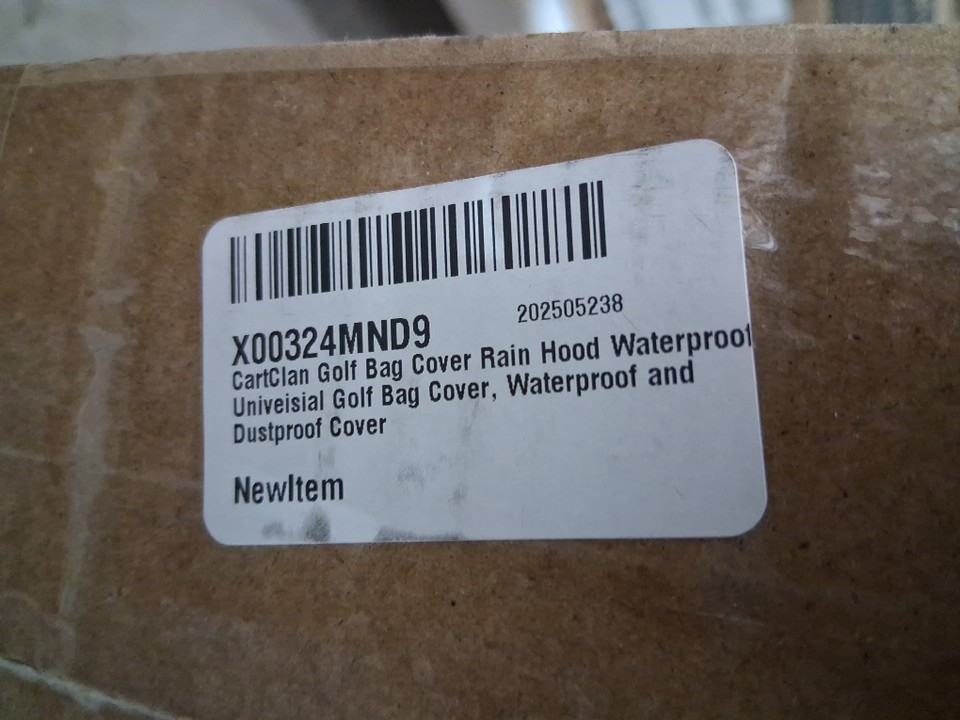 X00324MND9
202505238
CartClan Golf Bag Cover Rain Hood Waterproof
Univeisial Golf Bag Cover, Waterproof and
Dustproof Cover
NewItem